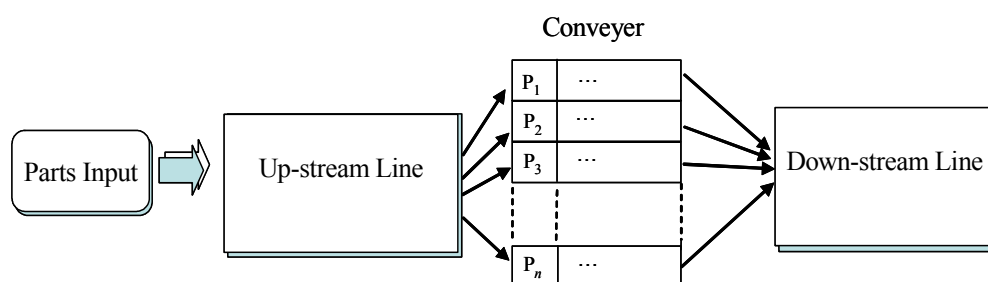 Conveyer
Parts Input
Up-stream Line
P1 ...
P2 ...
P3 ...
Pn ...
Down-stream Line